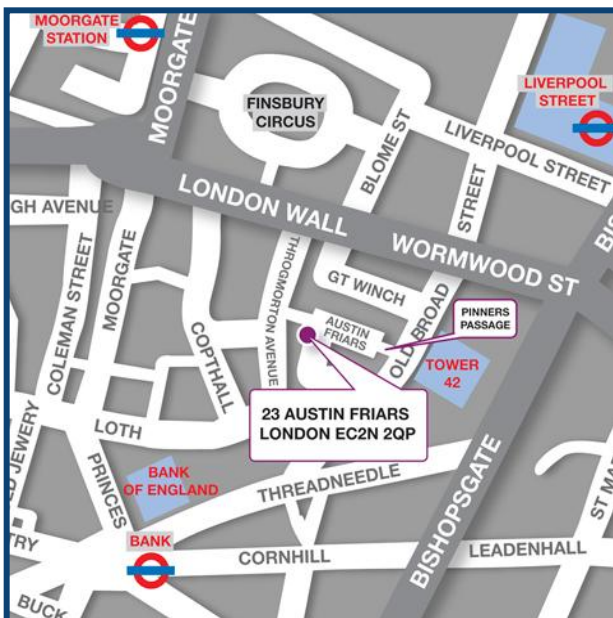 MOORGATE
STATION
MOORGATE
FINSBURY
CIRCUS
BLOME ST
LIVERPOOL
STREET
LIVERPOOL STREET
STREET
GH AVENUE
LONDON WALL
WORMWOOD ST
BIS
COLEMAN STREET
MOORGATE
COPTHALL
THROGMORTON AVENUE
GT WINCH
OLD BROAD
AUSTIN
FRIARS
PINNERS
PASSAGE
TOWER
42
23 AUSTIN FRIARS
LONDON EC2N 2QP
LOTH
D JEWERY
PRINCES
BANK
OF ENGLAND
THREADNEEDLE
BISHOPSGATE
ST MA
TRY
BANK
CORNHILL
LEADENHALL
BUCK